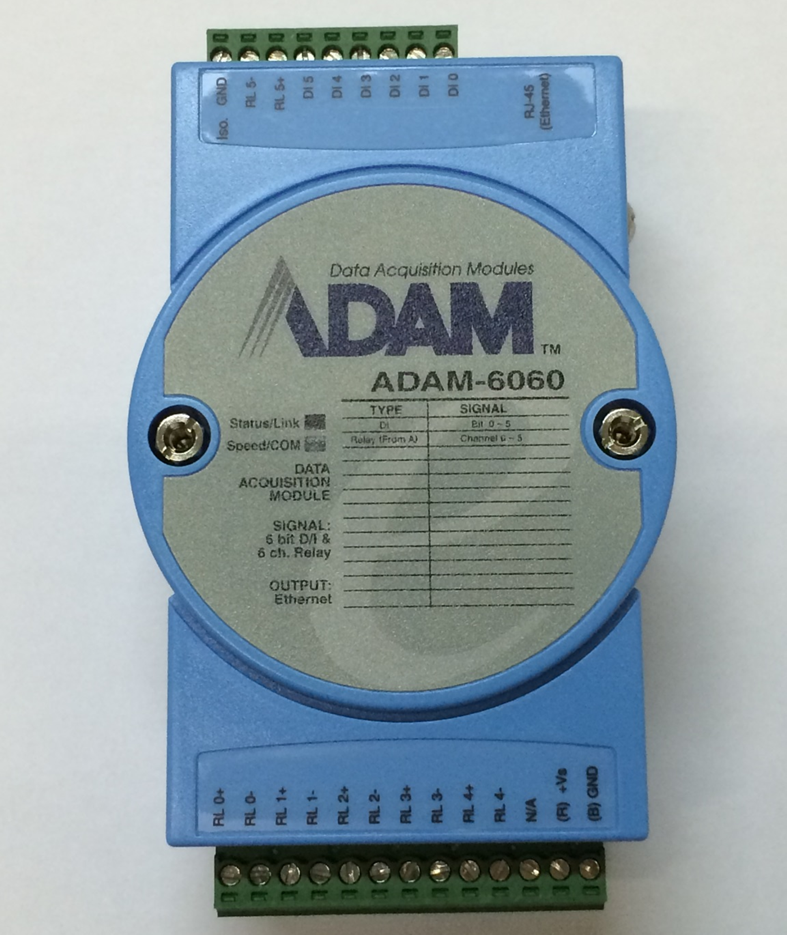 Iso. GND
RL 5-
RL 5+
DI 5
DI 4
DI 3
DI 2
DI 1
DI 0
RJ-45
(Ethernet)
Data Acquisition Modules
ADAM TM
ADAM-6060
TYPE SIGNAL
Status/Link DI Bit 0 ~ 5
Speed/COM Relay (From A) Channel 0 ~ 5
DATA
ACQUISITION
MODULE
SIGNAL:
6 bit D/I &
6 ch. Relay
OUTPUT:
Ethernet
RL 0+
RL 0-
RL 1+
RL 1-
RL 2+
RL 2-
RL 3+
RL 3-
RL 4+
RL 4-
N/A
(R) +Vs
(B) GND